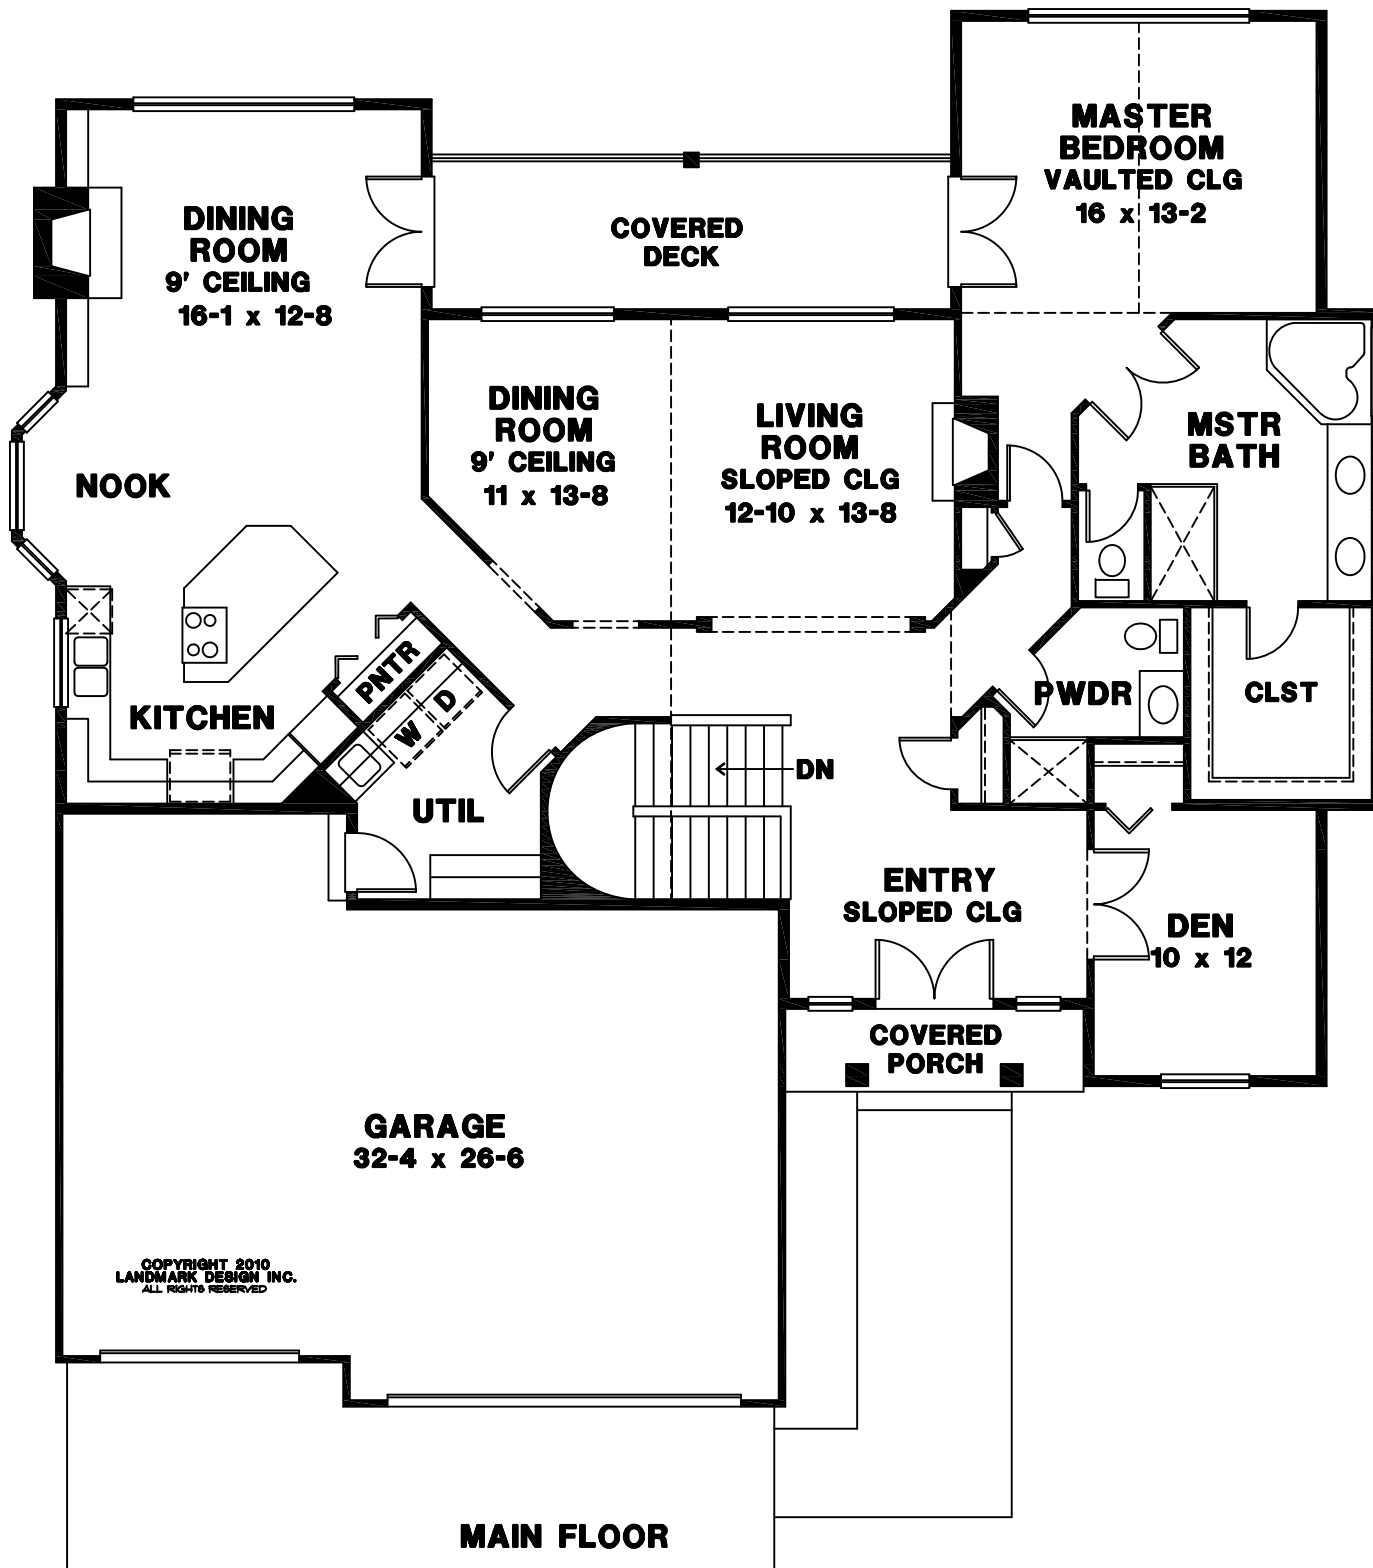 MASTER
BEDROOM
VAULTED CLG
16 x 13-2
DINING
ROOM
9' CEILING
16-1 x 12-8
COVERED
DECK
DINING
ROOM
9' CEILING
11 x 13-8
LIVING
ROOM
SLOPED CLG
12-10 x 13-8
MSTR
BATH
NOOK
PNTR
KITCHEN
W
D
PWDR
CLST
DN
UTIL
ENTRY
SLOPED CLG
DEN
10 x 12
COVERED
PORCH
GARAGE
32-4 x 26-6
COPYRIGHT 2010
LANDMARK DESIGN INC.
ALL RIGHTS RESERVED
MAIN FLOOR